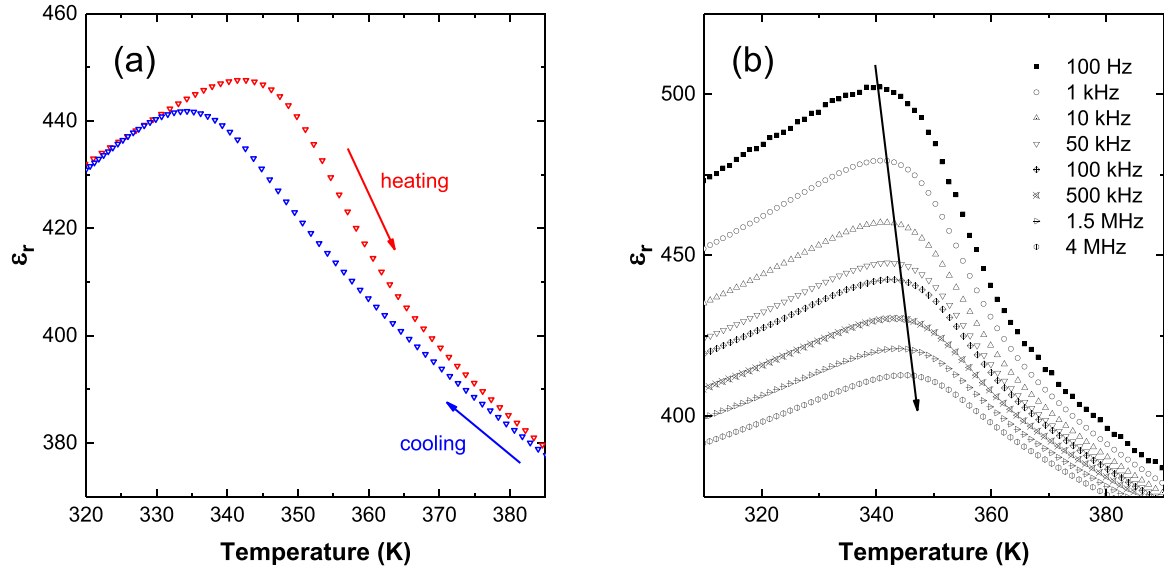 (a)
460
440
420
400
380
εr
320 330 340 350 360 370 380
Temperature (K)
heating
cooling
(b)
500
450
400
εr
320 340 360 380
Temperature (K)
100 Hz
1 kHz
10 kHz
50 kHz
100 kHz
500 kHz
1.5 MHz
4 MHz